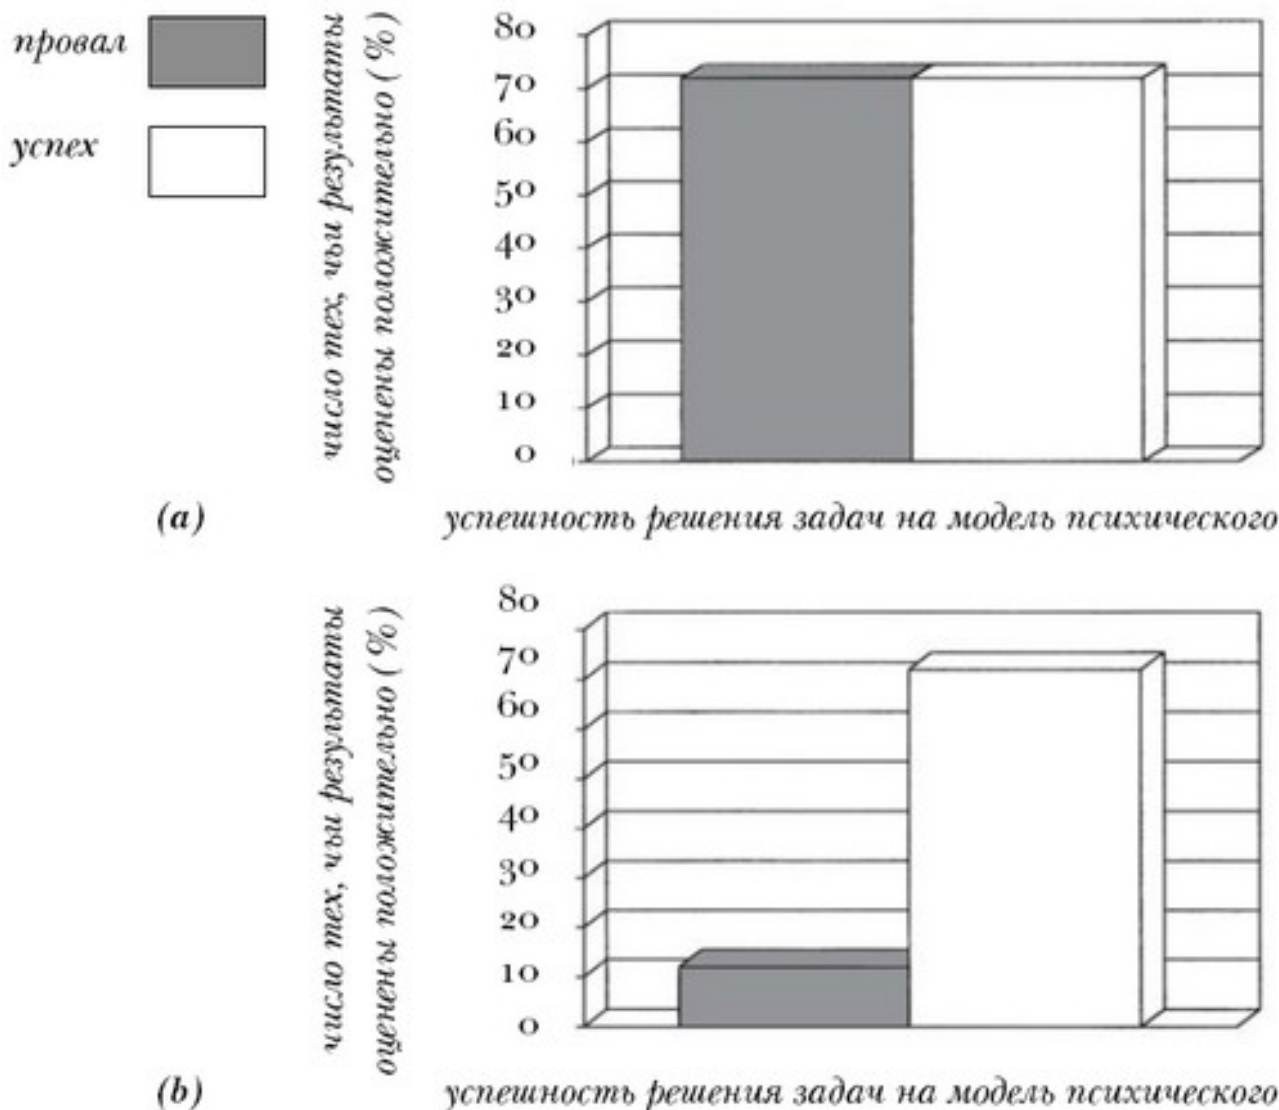 провал
успех
число тех, чьи результаты
оценены положительно (%)
80
70
60
50
40
30
20
10
0
(a)
успешность решения задач на модель психического
число тех, чьи результаты
оценены положительно (%)
80
70
60
50
40
30
20
10
0
(b)
успешность решения задач на модель психического